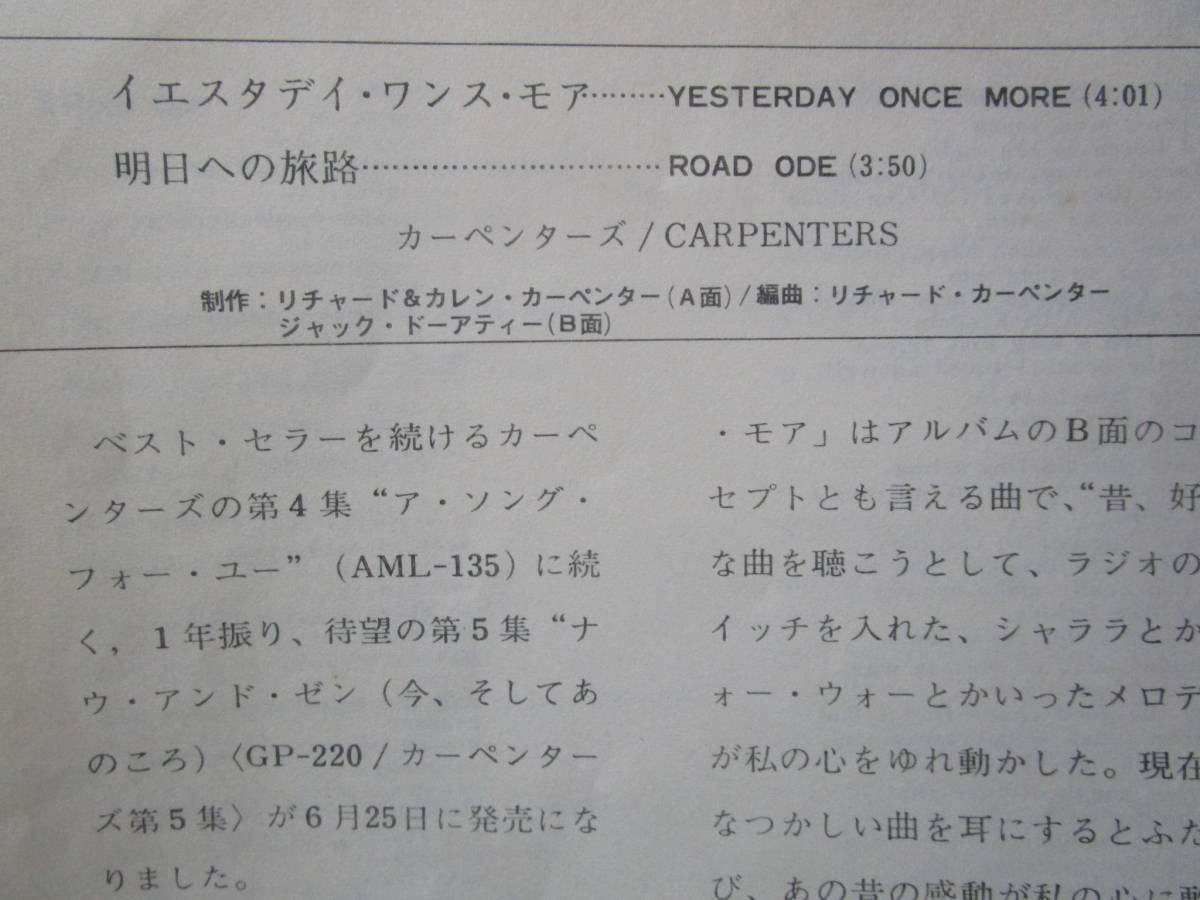 イエスタデイ・ワンス・モア………YESTERDAY ONCE MORE (4:01)
明日への旅路……………………………ROAD ODE (3:50)
カーペンターズ / CARPENTERS
制作：リチャード&カレン・カーペンター(A面) / 編曲：リチャード・カーペンター
ジャック・ドーアティー(B面)
ベスト・セラーを続けるカーペ
ンターズの第4集“ア・ソング・
フォー・ユー”(AML-135)に続
く，1年振り、待望の第5集“ナ
ウ・アンド・ゼン(今、そしてあ
のころ)〈GP-220 / カーペンター
ズ第5集〉が6月25日に発売にな
りました。
・モア」はアルバムのB面のコ
セプトとも言える曲で、“昔、好
な曲を聴こうとして、ラジオの
イッチを入れた、シャララとか
ォー・ウォーとかいったメロデ
が私の心をゆれ動かした。現在
なつかしい曲を耳にするとふた
び、あの昔の感動が私の心に動